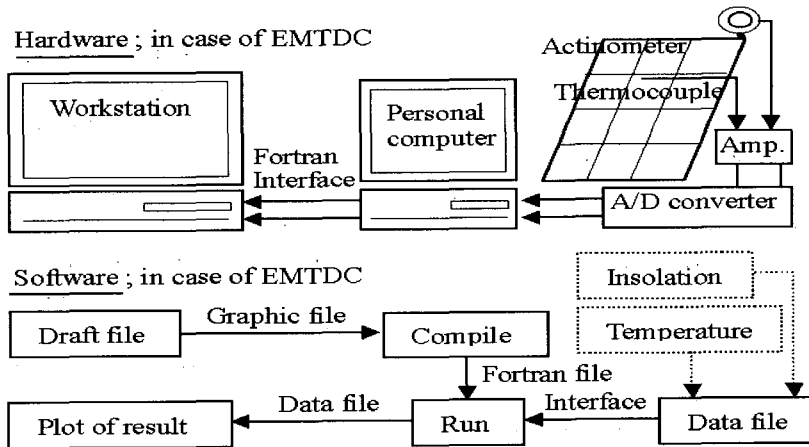 Hardware ; in case of EMTDC
Actinometer
Thermocouple
Workstation
Personal
computer
Amp.
Fortran
Interface
A/D converter
Software ; in case of EMTDC
Insolation
Draft file
Graphic file
Compile
Temperature
Fortran file
Plot of result
Data file
Run
Interface
Data file